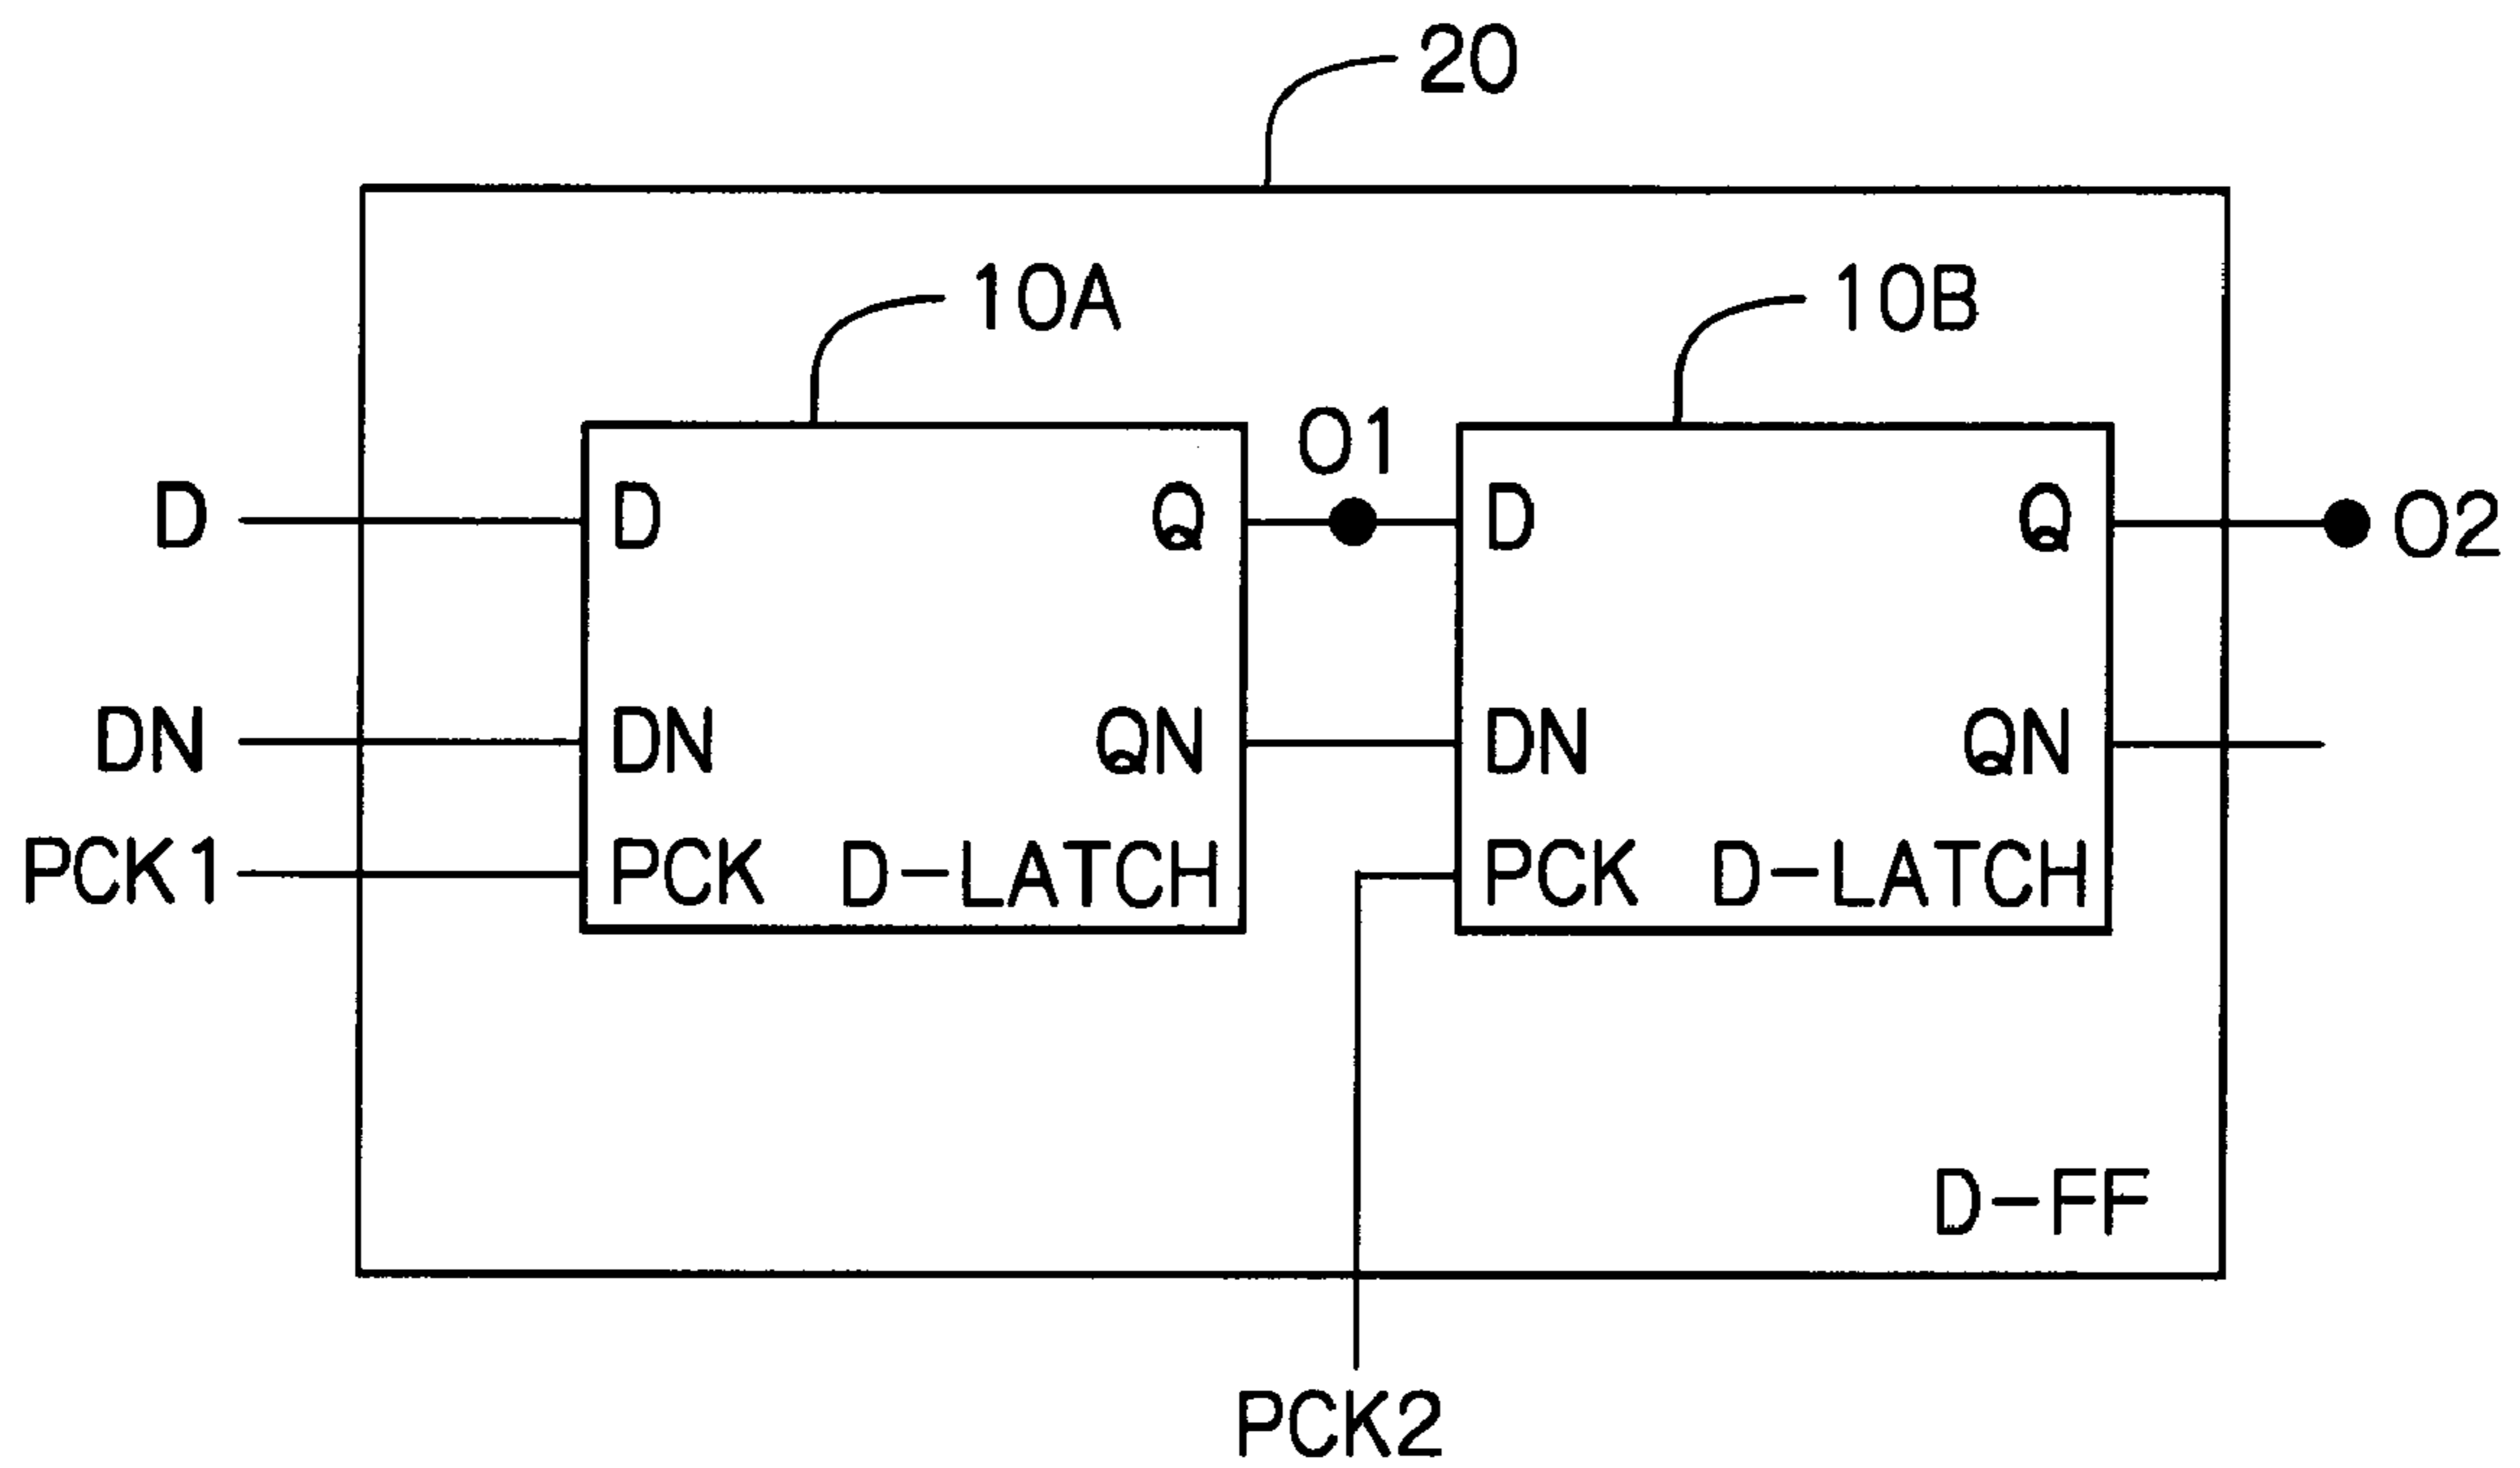 20
10A
10B
O1
D
D
Q
D
Q
O2
DN
DN
QN
DN
QN
PCK1
PCK
D-LATCH
PCK
D-LATCH
D-FF
PCK2